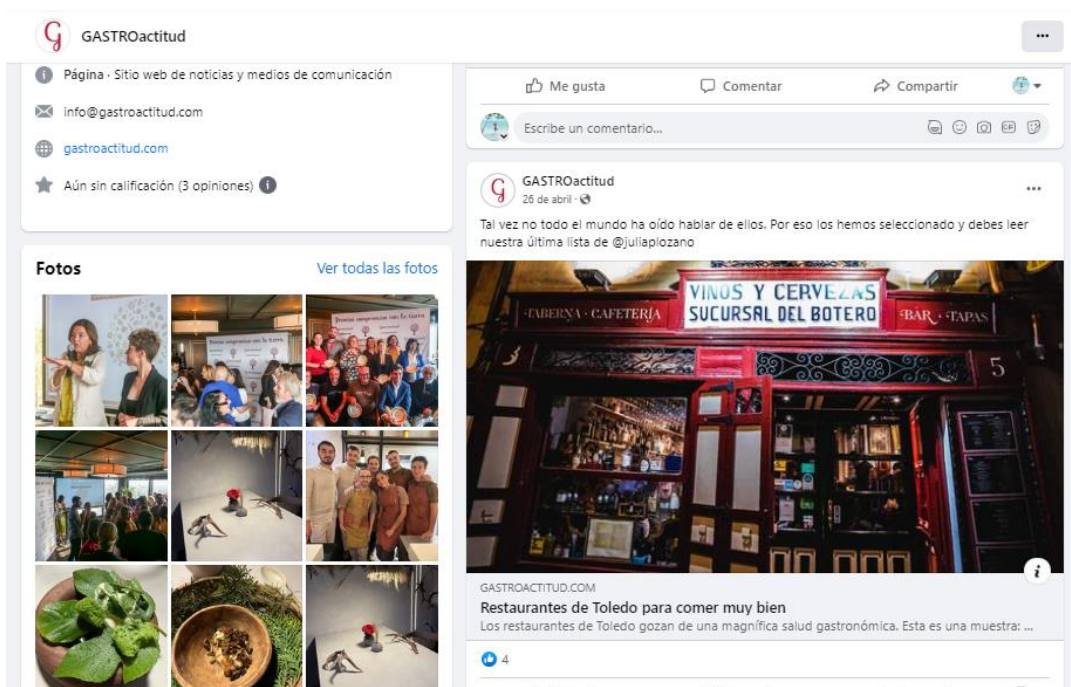 GASTROactitud
Página · Sitio web de noticias y medios de comunicación
info@gastroactitud.com
gastroactitud.com
Aún sin calificación (3 opiniones)
Fotos
Ver todas las fotos
Me gusta
Comentar
Compartir
Escribe un comentario...
GIF
GASTROactitud
26 de abril ·
Tal vez no todo el mundo ha oído hablar de ellos. Por eso los hemos seleccionado y debes leer
nuestra última lista de @juliaplozano
VINOS Y CERVEZAS
TABERNA · CAFETERÍA
SUCURSAL DEL BOTERO
BAR · TAPAS
5
GASTROACTITUD.COM
Restaurantes de Toledo para comer muy bien
Los restaurantes de Toledo gozan de una magnífica salud gastronómica. Esta es una muestra: ...
4